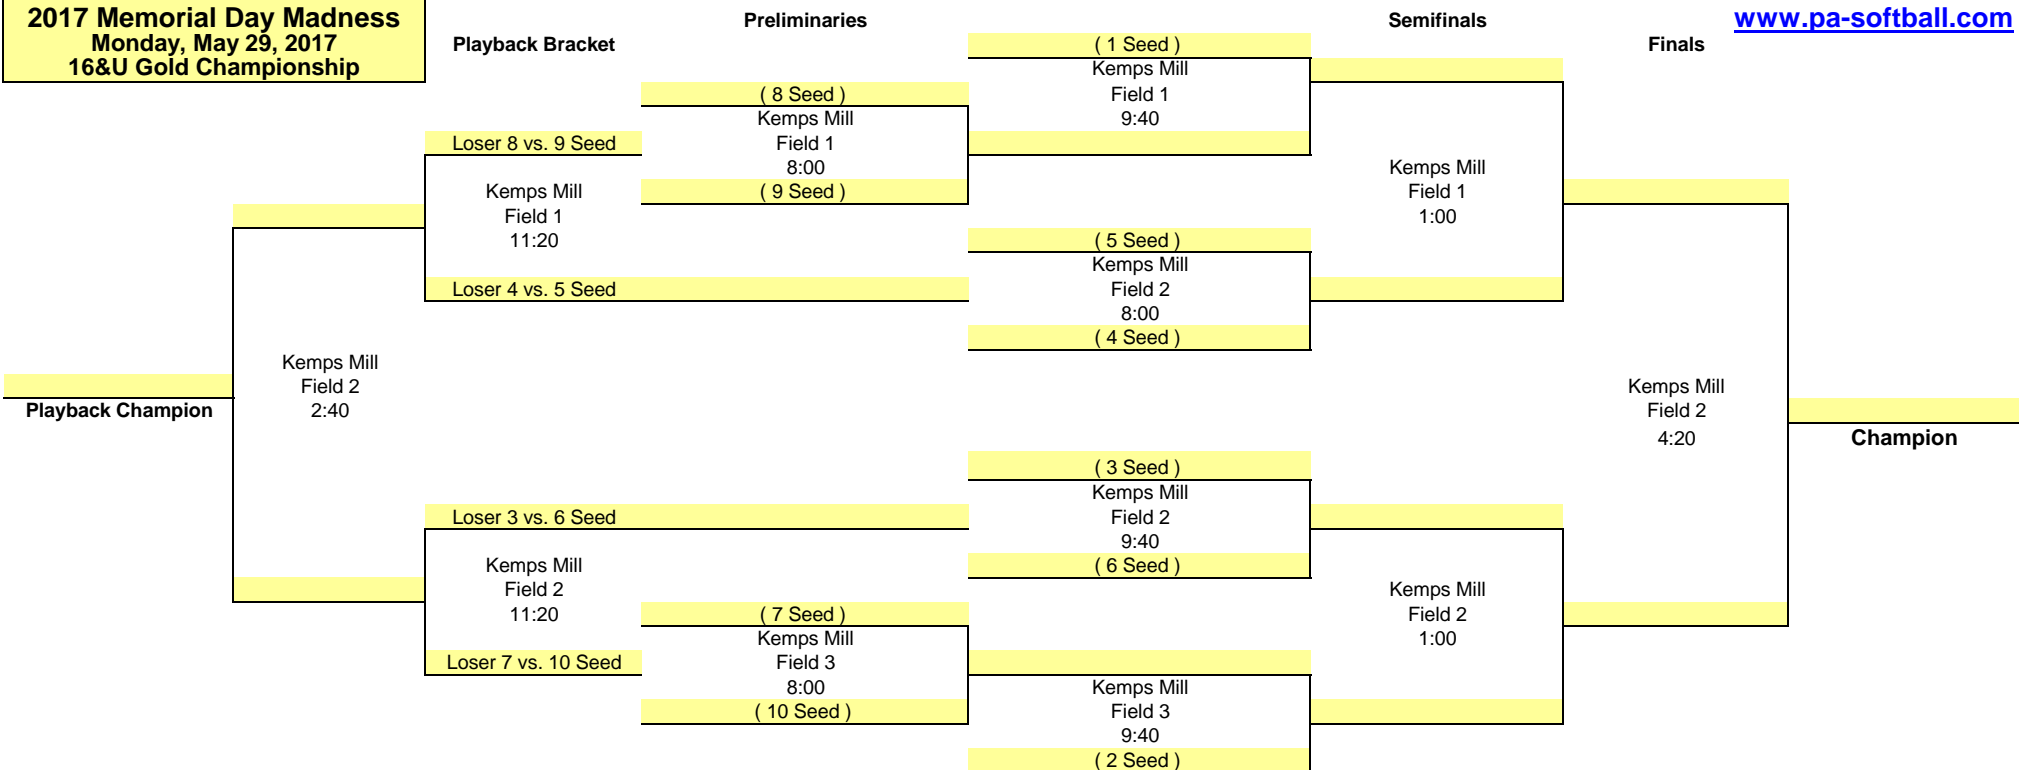 2017 Memorial Day Madness
Monday, May 29, 2017
16&U Gold Championship
Playback Bracket
Preliminaries
Semifinals
Finals
www.pa-softball.com
( 1 Seed )
Kemps Mill
Field 1
9:40
( 8 Seed )
Kemps Mill
Field 1
8:00
( 9 Seed )
Loser 8 vs. 9 Seed
Kemps Mill
Field 1
11:20
Loser 4 vs. 5 Seed
( 5 Seed )
Kemps Mill
Field 2
8:00
( 4 Seed )
Kemps Mill
Field 1
1:00
Kemps Mill
Field 2
2:40
Playback Champion
Kemps Mill
Field 2
4:20
Champion
( 3 Seed )
Kemps Mill
Field 2
9:40
( 6 Seed )
Loser 3 vs. 6 Seed
Kemps Mill
Field 2
11:20
Loser 7 vs. 10 Seed
( 7 Seed )
Kemps Mill
Field 3
8:00
( 10 Seed )
Kemps Mill
Field 2
1:00
Kemps Mill
Field 3
9:40
( 2 Seed )